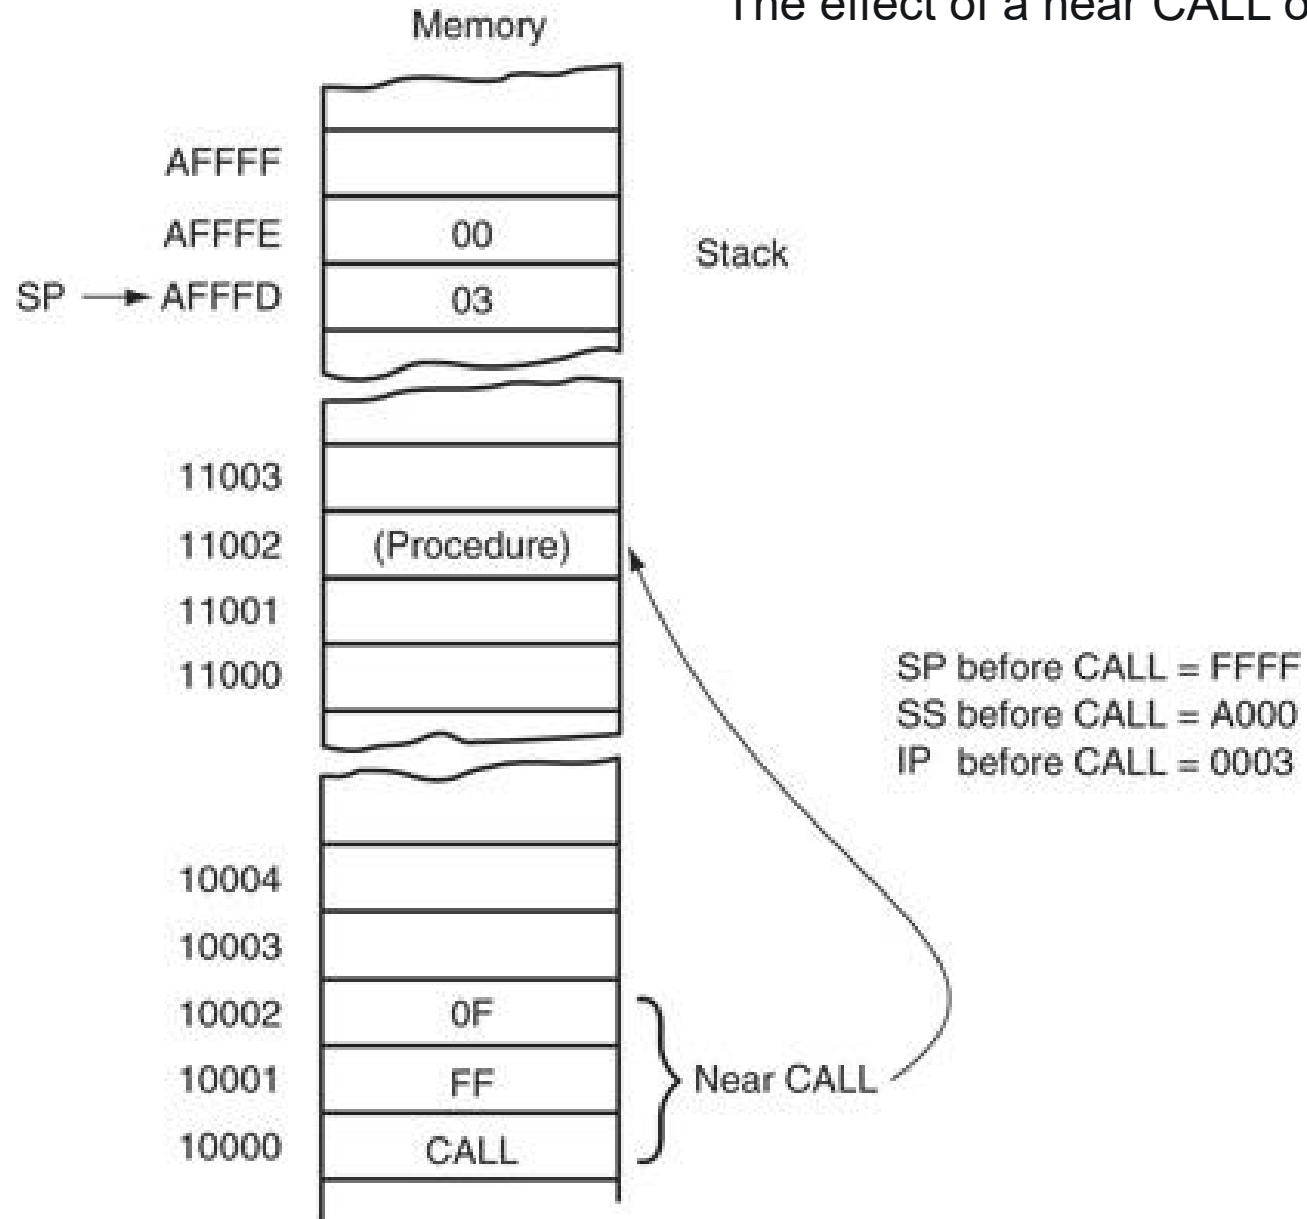 The effect of a near CALL o
Memory
AFFFF
AFFFE 00
SP AFFFD 03
Stack
11003
11002 (Procedure)
11001
11000
SP before CALL = FFFF
SS before CALL = A000
IP before CALL = 0003
10004
10003
10002 0F
10001 FF
Near CALL
10000 CALL